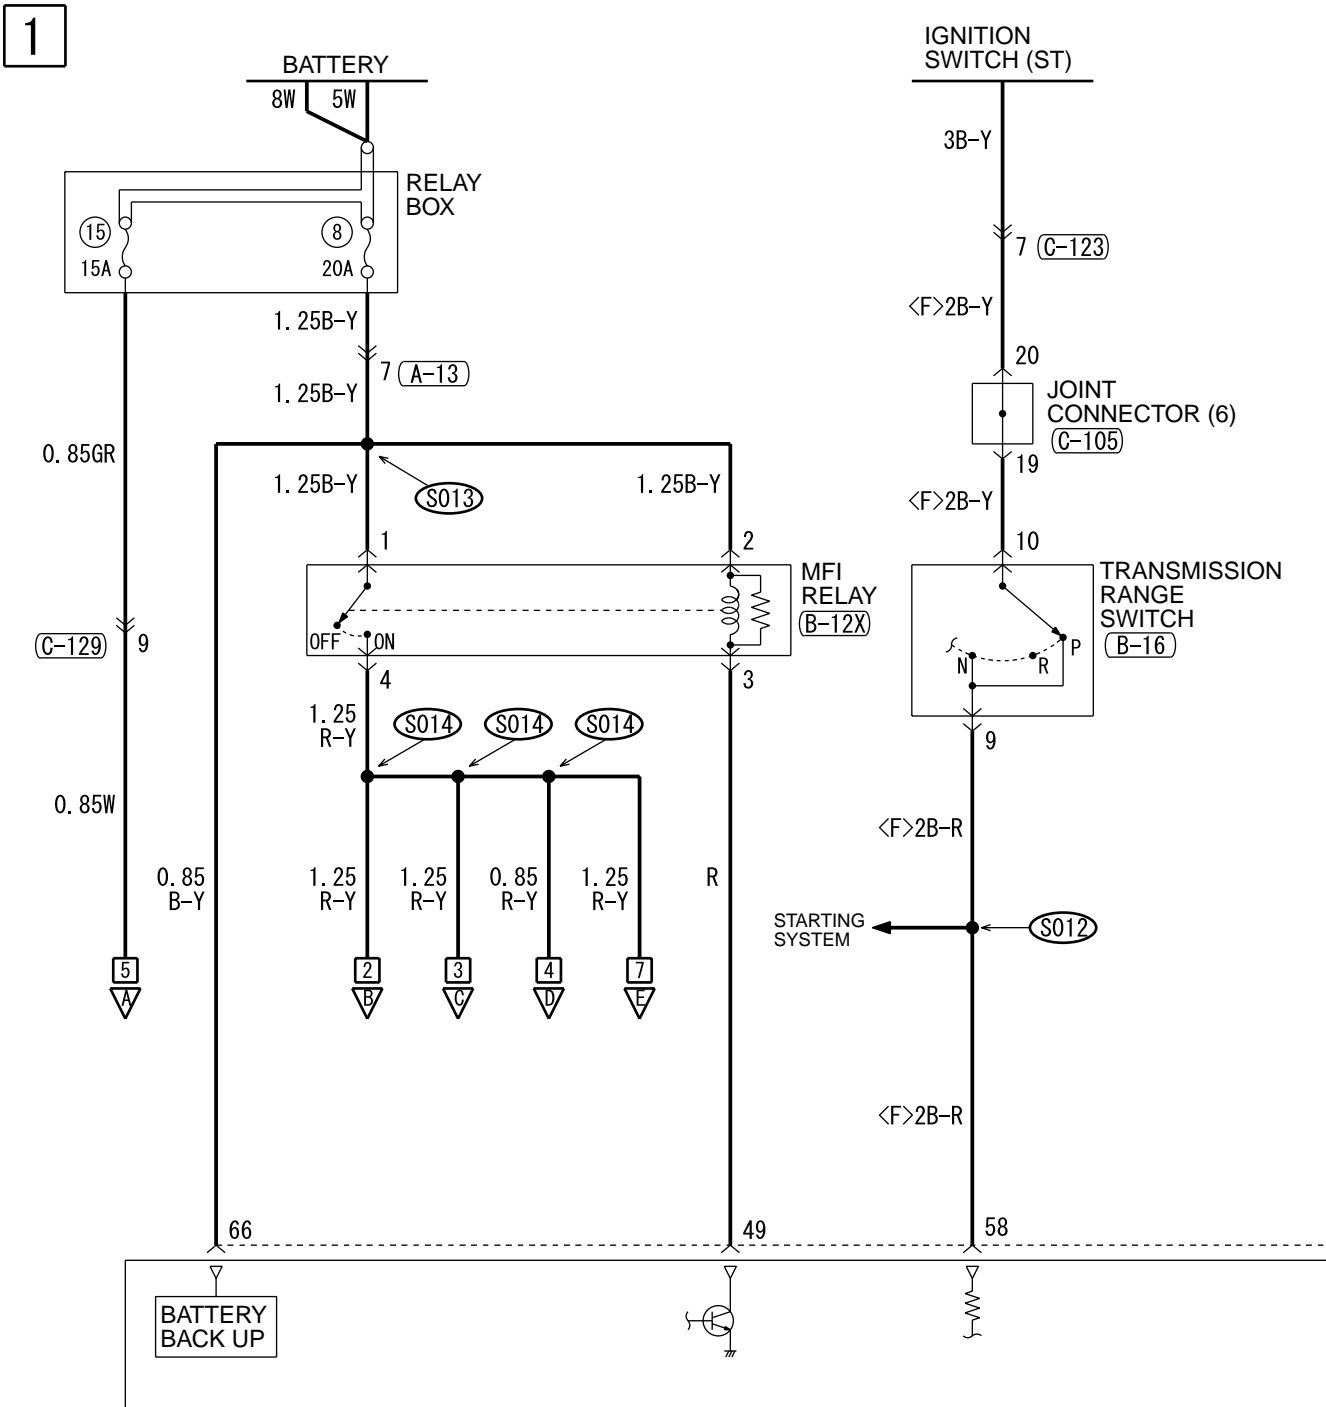 1
BATTERY
8W
5W
IGNITION
SWITCH (ST)
3B-Y
RELAY
BOX
15
8
15A
20A
7
C-123
1.25B-Y
<F>2B-Y
7
A-13
20
1.25B-Y
JOINT
CONNECTOR (6)
C-105
0.85GR
19
1.25B-Y
S013
1.25B-Y
<F>2B-Y
1
2
10
MFI
RELAY
B-12X
TRANSMISSION
RANGE
SWITCH
B-16
OFF
ON
C-129
9
N
R
P
4
3
1.25
R-Y
S014
S014
S014
9
0.85W
<F>2B-R
0.85
B-Y
1.25
R-Y
1.25
R-Y
0.85
R-Y
1.25
R-Y
R
STARTING
SYSTEM
S012
5
2
3
4
7
A
B
C
D
E
<F>2B-R
66
49
58
BATTERY
BACK UP